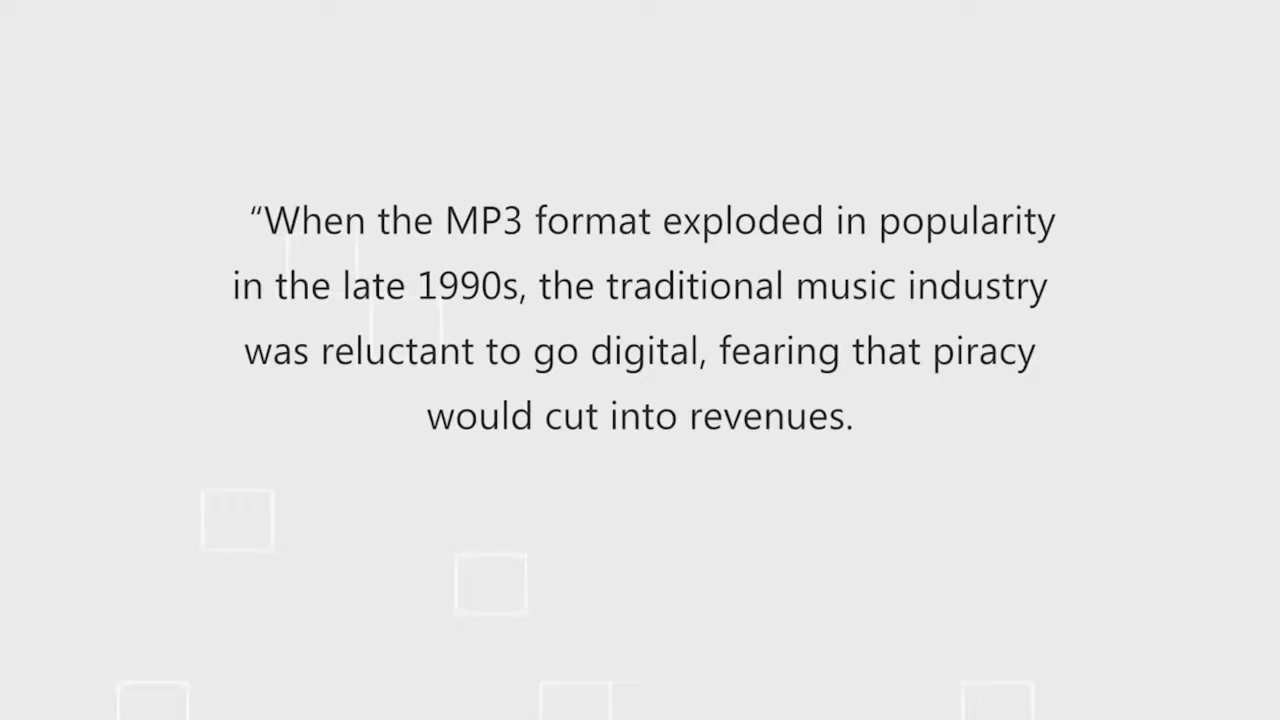 “When the MP3 format exploded in popularity
in the late 1990s, the traditional music industry
was reluctant to go digital, fearing that piracy
would cut into revenues.